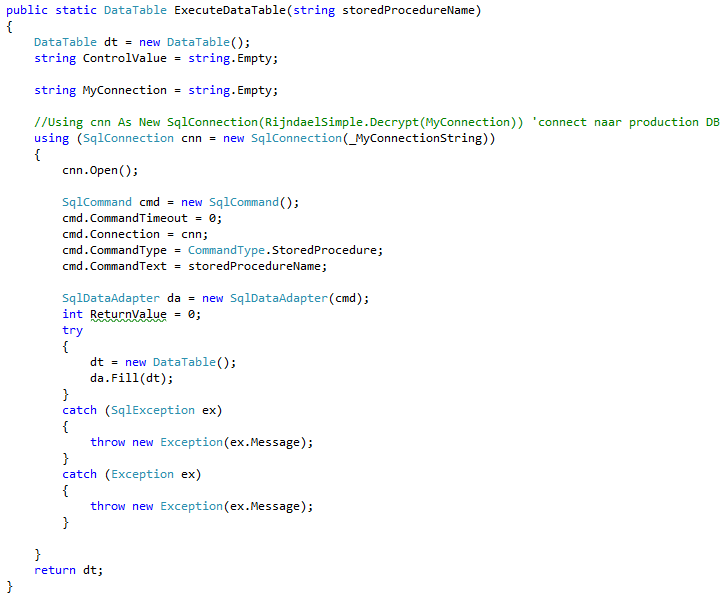 public static DataTable ExecuteDataTable(string storedProcedureName)
{
    DataTable dt = new DataTable();
    string ControlValue = string.Empty;

    string MyConnection = string.Empty;

    //Using cnn As New SqlConnection(RijndaelSimple.Decrypt(MyConnection)) 'connect naar production DB
    using (SqlConnection cnn = new SqlConnection(_MyConnectionString))
    {
        cnn.Open();

        SqlCommand cmd = new SqlCommand();
        cmd.CommandTimeout = 0;
        cmd.Connection = cnn;
        cmd.CommandType = CommandType.StoredProcedure;
        cmd.CommandText = storedProcedureName;

        SqlDataAdapter da = new SqlDataAdapter(cmd);
        int ReturnValue = 0;
        try
        {
            dt = new DataTable();
            da.Fill(dt);
        }
        catch (SqlException ex)
        {
            throw new Exception(ex.Message);
        }
        catch (Exception ex)
        {
            throw new Exception(ex.Message);
        }

    }
    return dt;
}